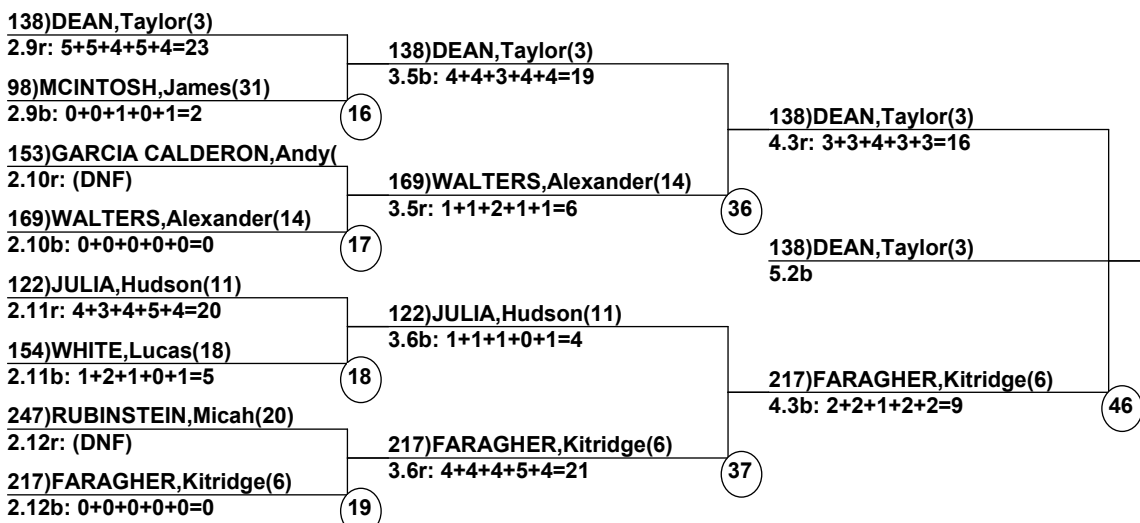 138)DEAN,Taylor(3)
2.9r: 5+5+4+5+4=23
98)MCINTOSH,James(31)
2.9b: 0+0+1+0+1=2
16
153)GARCIA CALDERON,Andy(
2.10r: (DNF)
169)WALTERS,Alexander(14)
2.10b: 0+0+0+0+0=0
17
122)JULIA,Hudson(11)
2.11r: 4+3+4+5+4=20
154)WHITE,Lucas(18)
2.11b: 1+2+1+0+1=5
18
247)RUBINSTEIN,Micah(20)
2.12r: (DNF)
217)FARAGHER,Kitridge(6)
2.12b: 0+0+0+0+0=0
19
138)DEAN,Taylor(3)
3.5b: 4+4+3+4+4=19
169)WALTERS,Alexander(14)
3.5r: 1+1+2+1+1=6
36
122)JULIA,Hudson(11)
3.6b: 1+1+1+0+1=4
217)FARAGHER,Kitridge(6)
3.6r: 4+4+4+5+4=21
37
138)DEAN,Taylor(3)
4.3r: 3+3+4+3+3=16
138)DEAN,Taylor(3)
5.2b
217)FARAGHER,Kitridge(6)
4.3b: 2+2+1+2+2=9
46